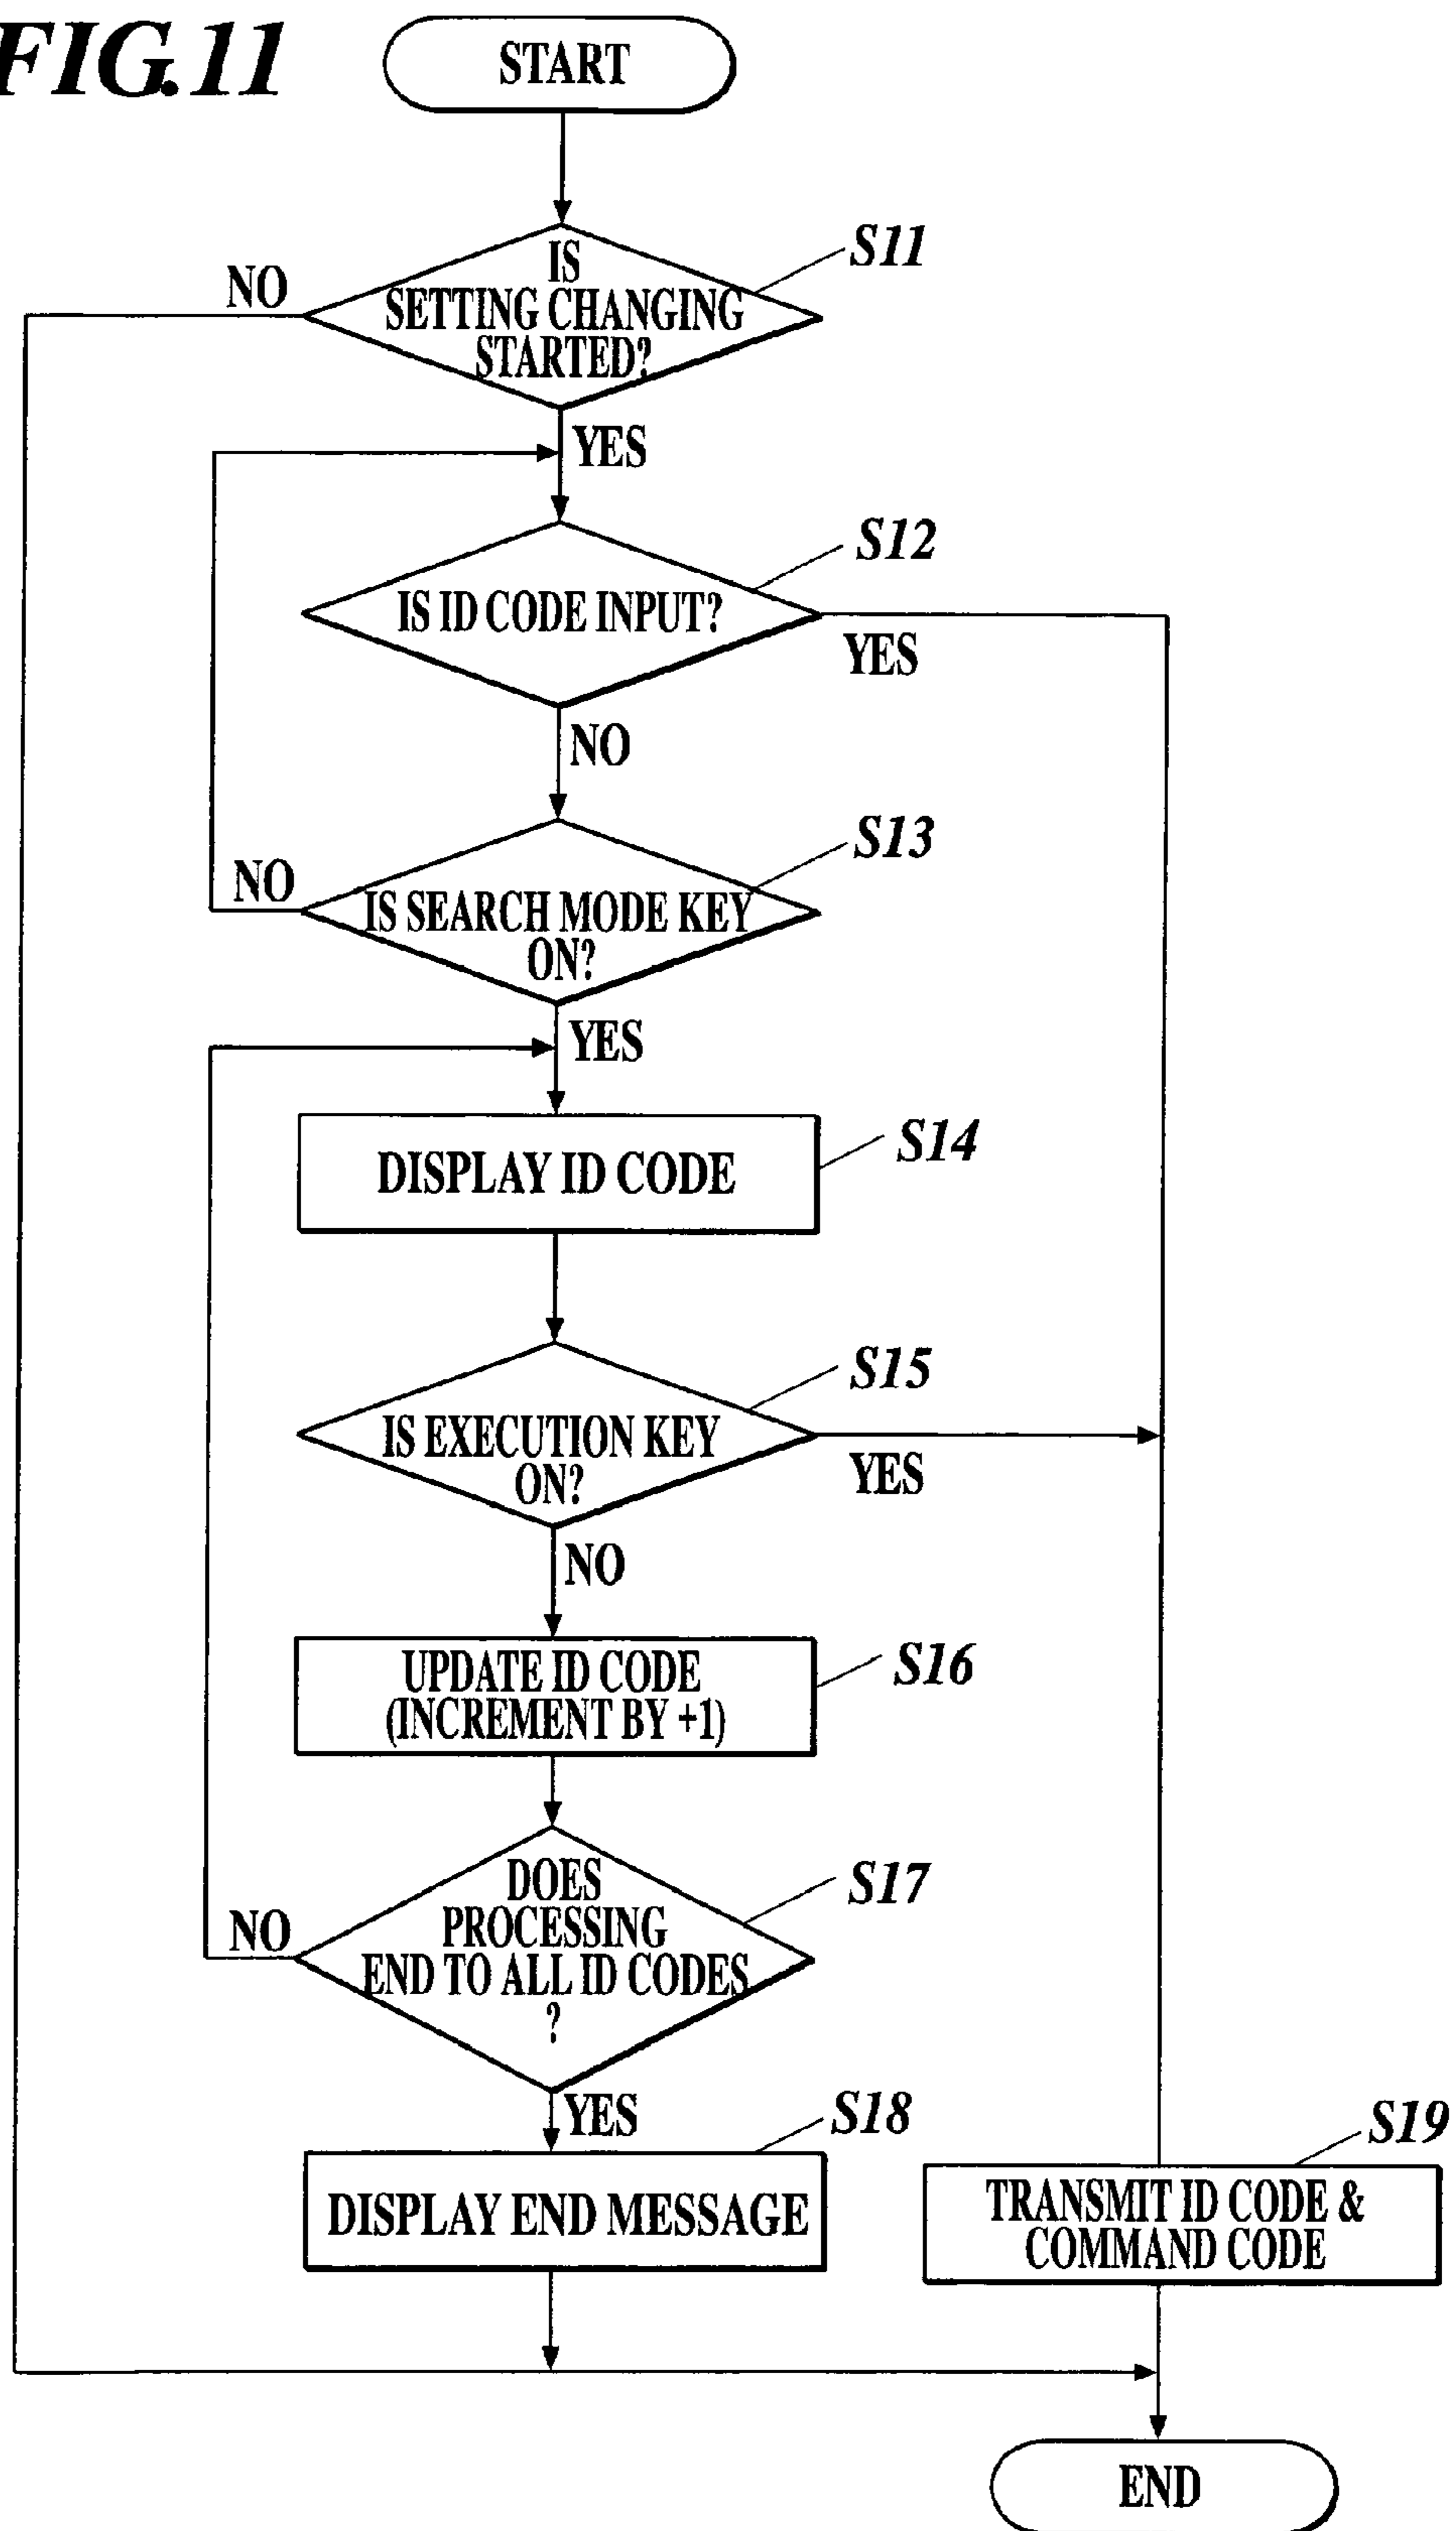 FIG.11
START
S11
IS
SETTING CHANGING
STARTED?
NO
YES
S12
IS ID CODE INPUT?
YES
NO
S13
IS SEARCH MODE KEY
ON?
NO
YES
S14
DISPLAY ID CODE
S15
IS EXECUTION KEY
ON?
YES
NO
S16
UPDATE ID CODE
(INCREMENT BY +1)
S17
DOES
PROCESSING
END TO ALL ID CODES
?
NO
YES
S18
DISPLAY END MESSAGE
S19
TRANSMIT ID CODE &
COMMAND CODE
END